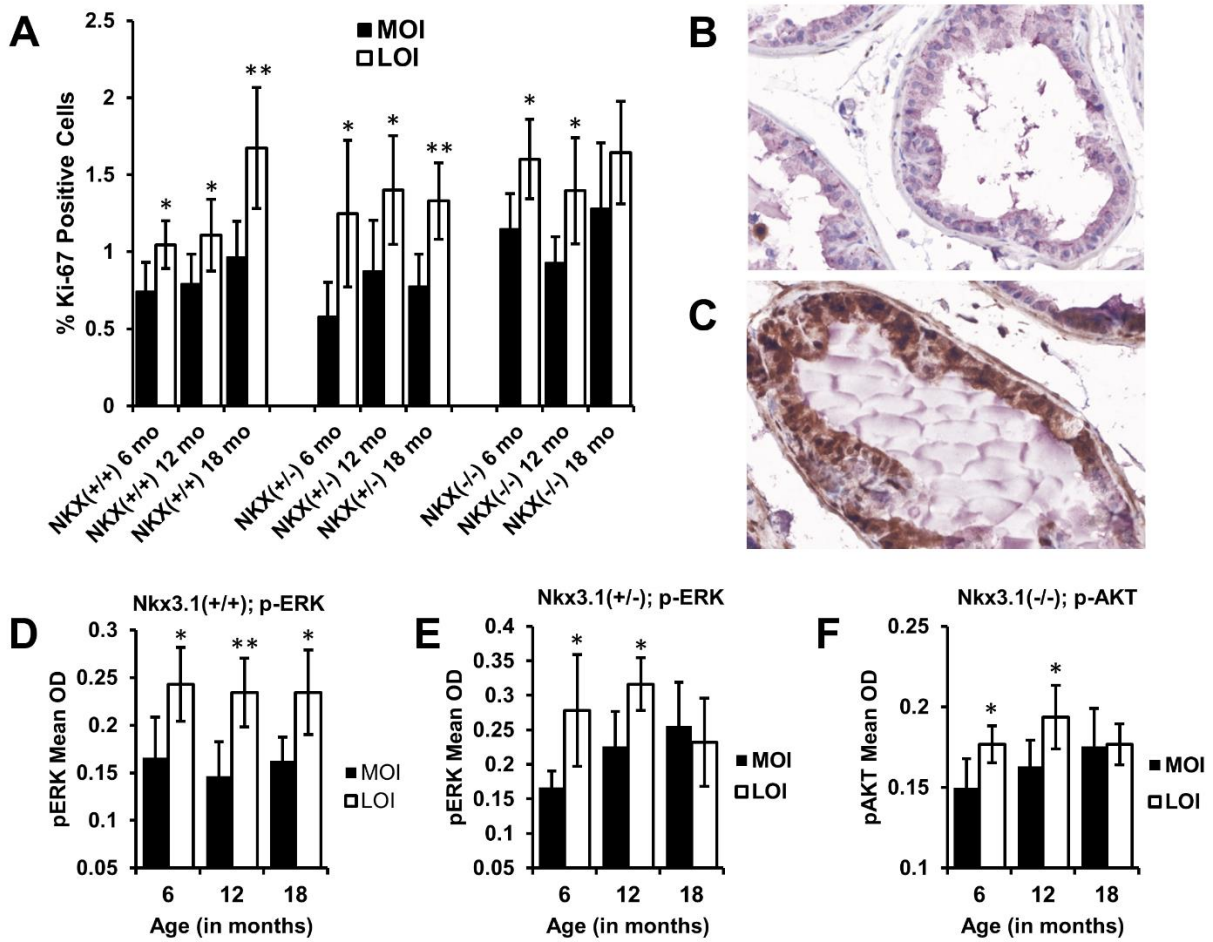 A
2.5
2
1.5
1
0.5
0
% Ki-67 Positive Cells
MOI
LOI
* * ** * * ** * *
NKX(+/+) 6 mo
NKX(+/+) 12 mo
NKX(+/+) 18 mo
NKX(+/-) 6 mo
NKX(+/-) 12 mo
NKX(+/-) 18 mo
NKX(-/-) 6 mo
NKX(-/-) 12 mo
NKX(-/-) 18 mo
B
C
D
Nkx3.1(+/+); p-ERK
0.3
0.25
0.2
0.15
0.1
0.05
pERK Mean OD
* ** *
MOI
LOI
6 12 18
Age (in months)
E
Nkx3.1(+/-); p-ERK
0.4
0.35
0.3
0.25
0.2
0.15
0.1
0.05
pERK Mean OD
* *
MOI
LOI
6 12 18
Age (in months)
F
Nkx3.1(-/-); p-AKT
0.25
0.2
0.15
0.1
pAKT Mean OD
* *
MOI
LOI
6 12 18
Age (in months)